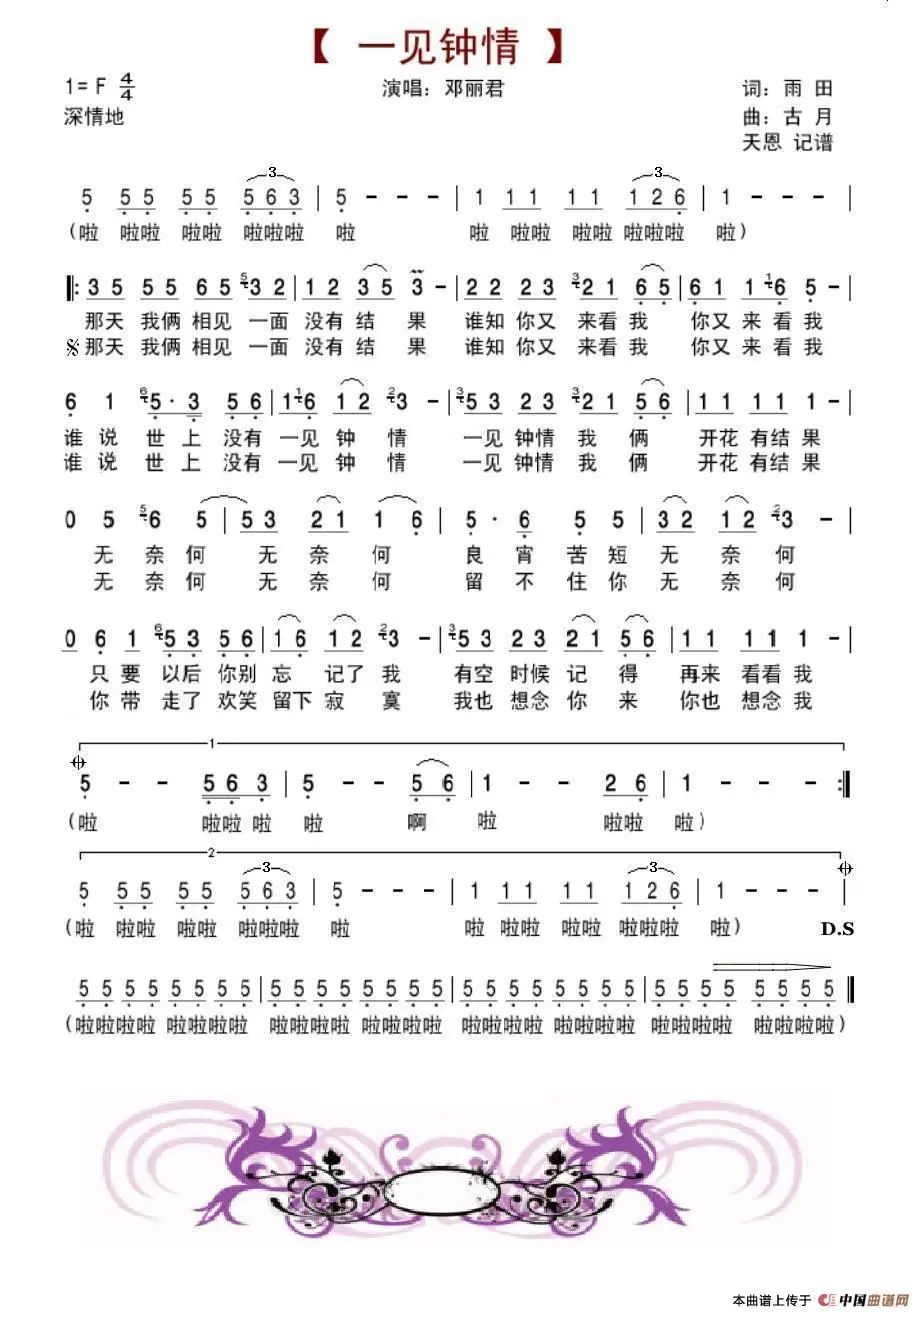 【 一见钟情 】
1= F 4/4 演唱：邓丽君 词：雨 田
深情地 曲：古 月
天恩 记谱
3 3
5 5 5 5 5 5 6 3 | 5 - - - | 1 1 1 1 1 1 2 6 | 1 - - - |
(啦 啦啦 啦啦 啦啦啦 啦 啦 啦啦 啦啦 啦啦啦 啦)
‖: 3 5 5 5 6 5 5 3 2 | 1 2 3 5 3 - | 2 2 2 3 3 2 1 6 5 | 6 1 1 1 6 5 - |
那天 我俩 相见 一面 没有 结 果 谁知 你又 来看 我 你又 来看 我
𝄋 那天 我俩 相见 一面 没有 结 果 谁知 你又 来看 我 你又 来看 我
6 1 6 5 · 3 5 6 | 1 1 6 1 2 2 3 - | 3 5 3 2 3 3 2 1 5 6 | 1 1 1 1 1 - |
谁 说 世 上 没有 一见 钟 情 一见 钟情 我 俩 开花 有结 果
谁 说 世 上 没有 一见 钟 情 一见 钟情 我 俩 开花 有结 果
0 5 5 6 5 | 5 3 2 1 1 6 | 5 · 6 5 5 | 3 2 1 2 2 3 - |
无 奈 何 无 奈 何 良 宵 苦 短 无 奈 何
无 奈 何 无 奈 何 留 不 住 你 无 奈 何
0 6 1 6 5 3 5 6 | 1 6 1 2 2 3 - | 3 5 3 2 3 2 1 5 6 | 1 1 1 1 1 - |
只 要 以后 你别 忘 记了 我 有空 时候 记 得 再来 看看 我
你 带 走了 欢笑 留下 寂 寞 我也 想念 你 来 你也 想念 我
1
5 - - 5 6 3 | 5 - - 5 6 | 1 - - 2 6 | 1 - - - :‖
(啦 啦啦 啦 啦 啊 啦 啦啦 啦)
2
3 3
5 5 5 5 5 5 6 3 | 5 - - - | 1 1 1 1 1 1 2 6 | 1 - - - |
(啦 啦啦 啦啦 啦啦啦 啦 啦 啦啦 啦啦 啦啦啦 啦) D.S
5 5 5 5 5 5 5 5 | 5 5 5 5 5 5 5 5 | 5 5 5 5 5 5 5 5 | 5 5 5 5 5 5 5 5 ‖
(啦啦啦啦 啦啦啦啦 啦啦啦啦 啦啦啦啦 啦啦啦啦 啦啦啦啦 啦啦啦啦 啦啦啦啦)
本曲谱上传于 中国曲谱网